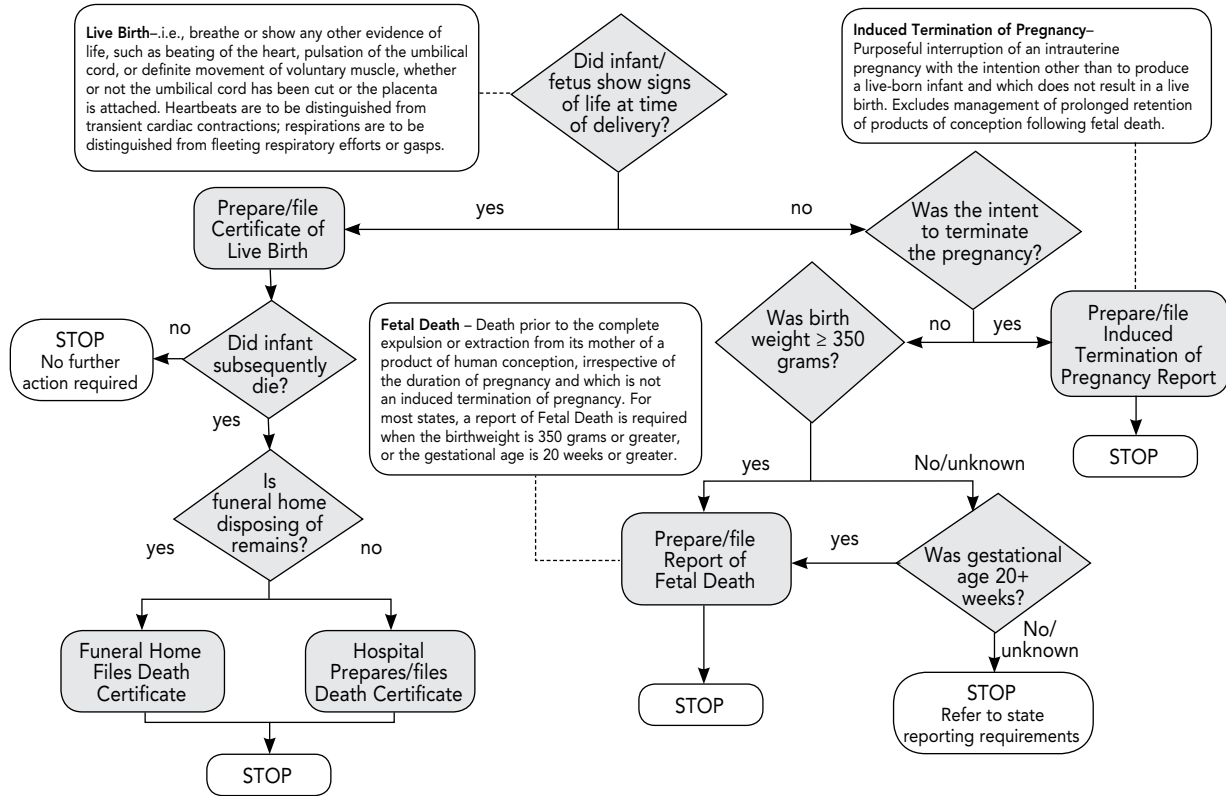 Live Birth–.i.e., breathe or show any other evidence of
life, such as beating of the heart, pulsation of the umbilical
cord, or definite movement of voluntary muscle, whether
or not the umbilical cord has been cut or the placenta
is attached. Heartbeats are to be distinguished from
transient cardiac contractions; respirations are to be
distinguished from fleeting respiratory efforts or gasps.
Did infant/
fetus show signs
of life at time
of delivery?
Induced Termination of Pregnancy–
Purposeful interruption of an intrauterine
pregnancy with the intention other than to produce
a live-born infant and which does not result in a live
birth. Excludes management of prolonged retention
of products of conception following fetal death.
yes
no
Prepare/file
Certificate of
Live Birth
Was the intent
to terminate
the pregnancy?
no
STOP
No further
action required
Did infant
subsequently
die?
yes
Fetal Death – Death prior to the complete
expulsion or extraction from its mother of a
product of human conception, irrespective of
the duration of pregnancy and which is not
an induced termination of pregnancy. For
most states, a report of Fetal Death is required
when the birthweight is 350 grams or greater,
or the gestational age is 20 weeks or greater.
Was birth
weight ≥ 350
grams?
no
yes
Prepare/file
Induced
Termination of
Pregnancy Report
STOP
yes
No/unknown
Is
funeral home
disposing of
remains?
yes
no
Prepare/file
Report of
Fetal Death
yes
Was gestational
age 20+
weeks?
No/
unknown
Funeral Home
Files Death
Certificate
Hospital
Prepares/files
Death Certificate
STOP
STOP
Refer to state
reporting requirements
STOP